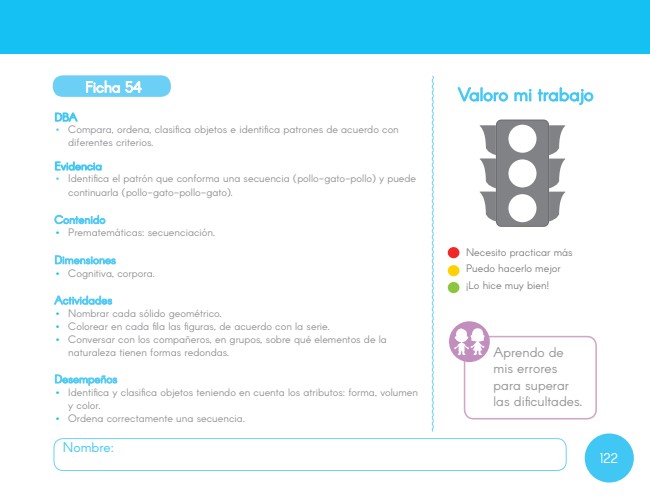 Ficha 54
DBA
• Compara, ordena, clasifica objetos e identifica patrones de acuerdo con
diferentes criterios.
Evidencia
• Identifica el patrón que conforma una secuencia (pollo-gato-pollo) y puede
continuarla (pollo-gato-pollo-gato).
Contenido
• Prematemáticas: secuenciación.
Dimensiones
• Cognitiva, corpora.
Actividades
• Nombrar cada sólido geométrico.
• Colorear en cada fila las figuras, de acuerdo con la serie.
• Conversar con los compañeros, en grupos, sobre qué elementos de la
naturaleza tienen formas redondas.
Desempeños
• Identifica y clasifica objetos teniendo en cuenta los atributos: forma, volumen
y color.
• Ordena correctamente una secuencia.
Nombre:
Valoro mi trabajo
Necesito practicar más
Puedo hacerlo mejor
¡Lo hice muy bien!
Aprendo de
mis errores
para superar
las dificultades.
122